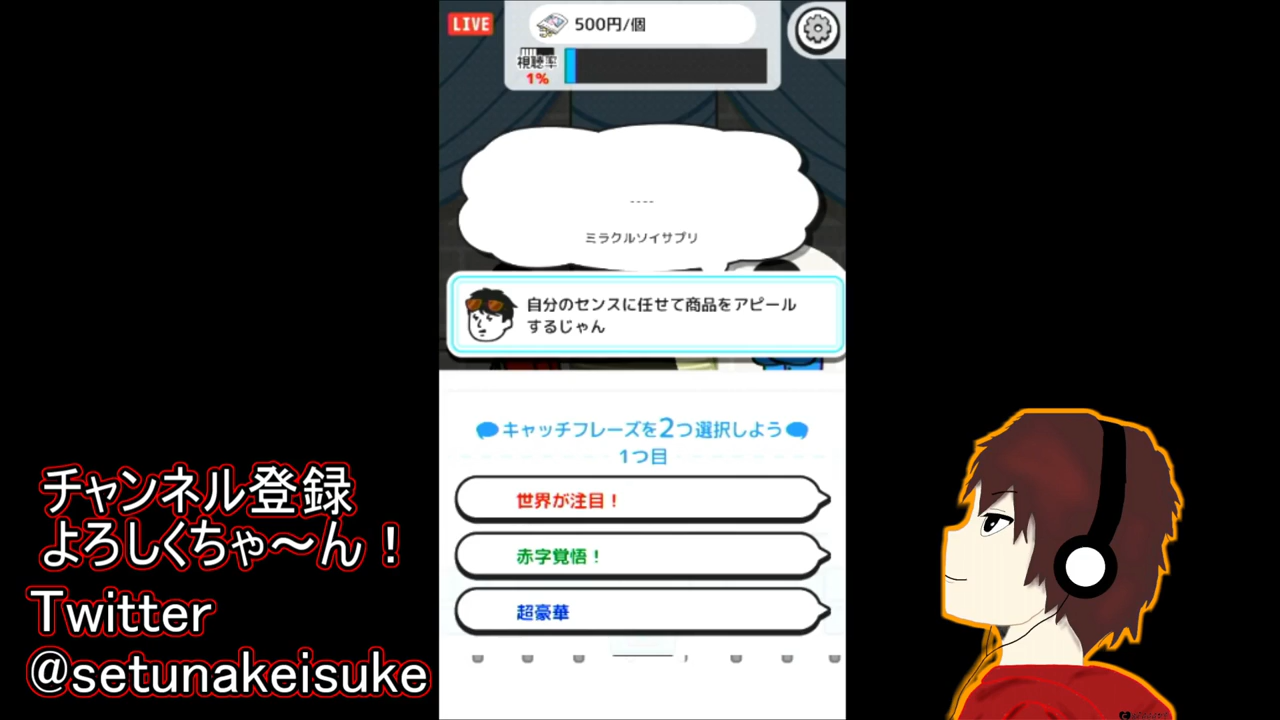 LIVE
500円/個
視聴率
1%
----
ミラクルソイサプリ
自分のセンスに任せて商品をアピール
するじゃん
キャッチフレーズを2つ選択しよう
1つ目
世界が注目！
赤字覚悟！
超豪華
チャンネル登録
よろしくちゃ～ん！
Twitter
@setunakeisuke